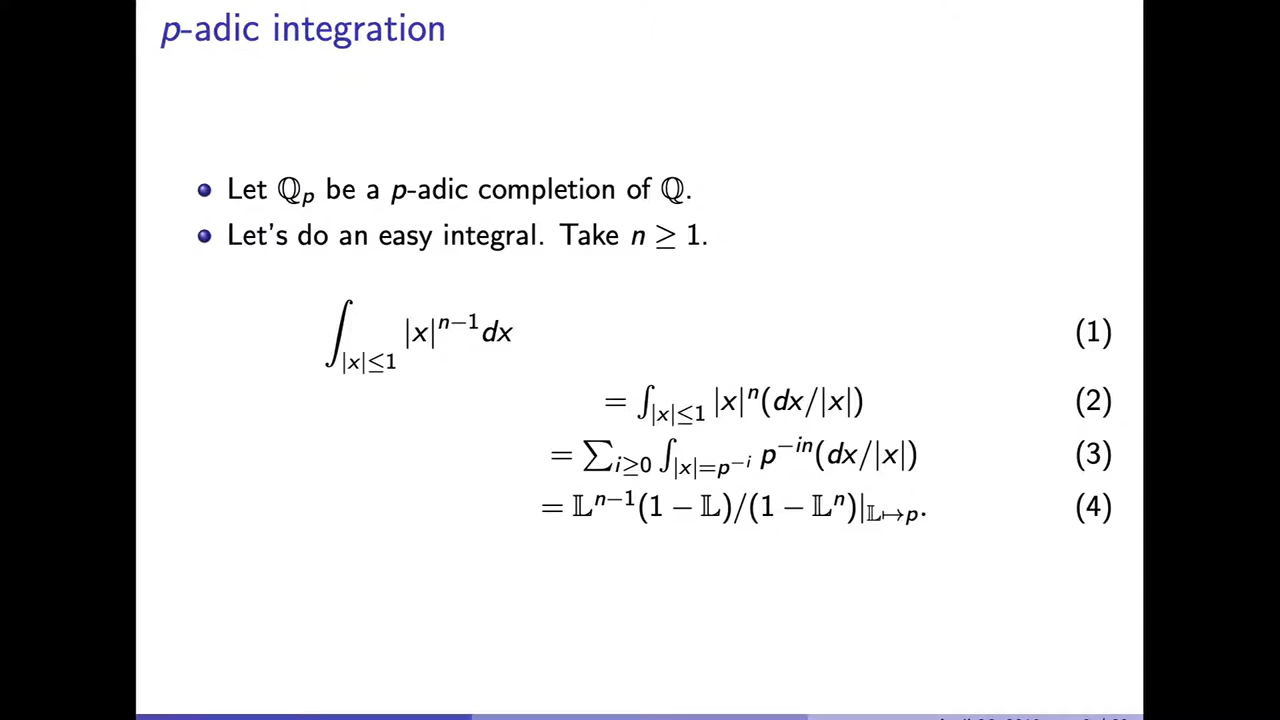 p-adic integration
Let ℚₚ be a p-adic completion of ℚ.
Let's do an easy integral. Take n ≥ 1.
∫_{|x|≤1} |x|^{n−1}dx (1)
= ∫_{|x|≤1} |x|^n(dx/|x|) (2)
= ∑_{i≥0} ∫_{|x|=p^{−i}} p^{−in}(dx/|x|) (3)
= 𝕃^{n−1}(1 − 𝕃)/(1 − 𝕃^n)|_{𝕃↦p}. (4)